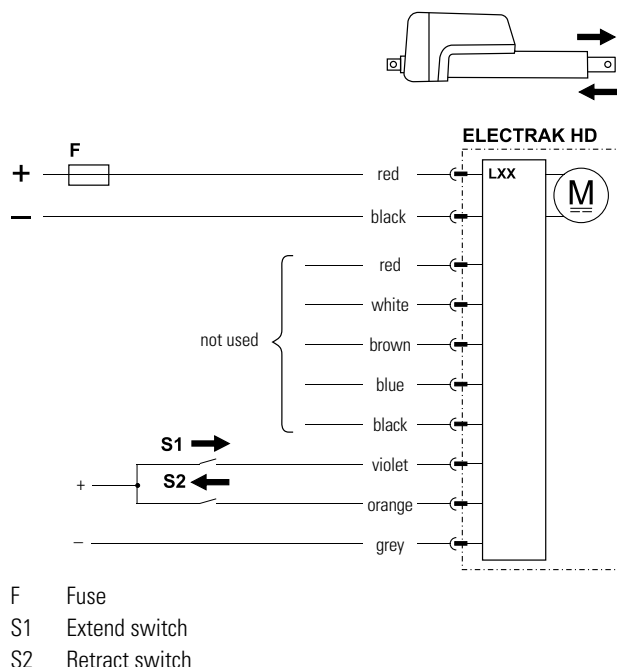 ELECTRAK HD
F
+
red
LXX
M
−
black
red
white
not used
brown
blue
black
S1
violet
+
S2
orange
−
grey
F Fuse
S1 Extend switch
S2 Retract switch